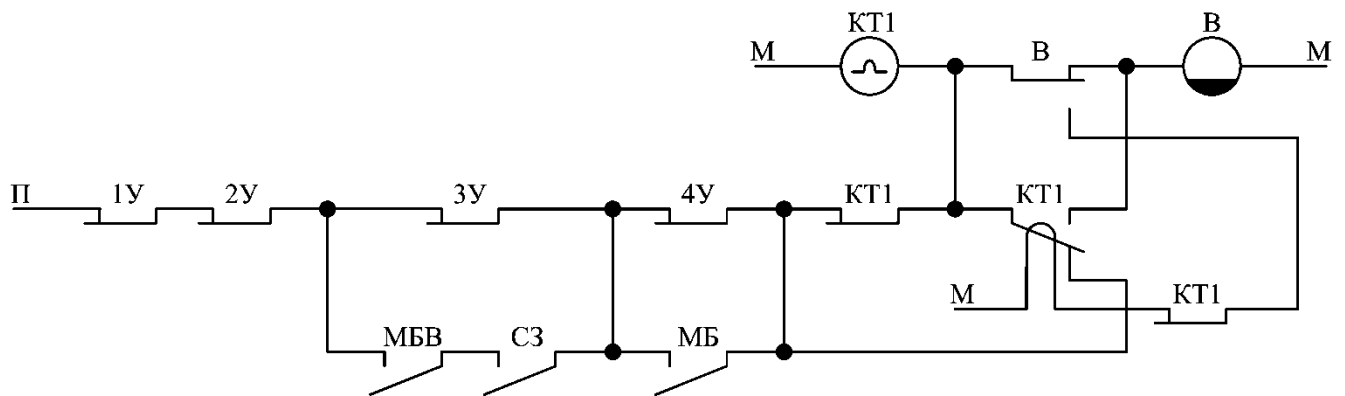 КТ1 В
М В М
П 1У 2У 3У 4У КТ1 КТ1
М КТ1
МБВ СЗ МБ